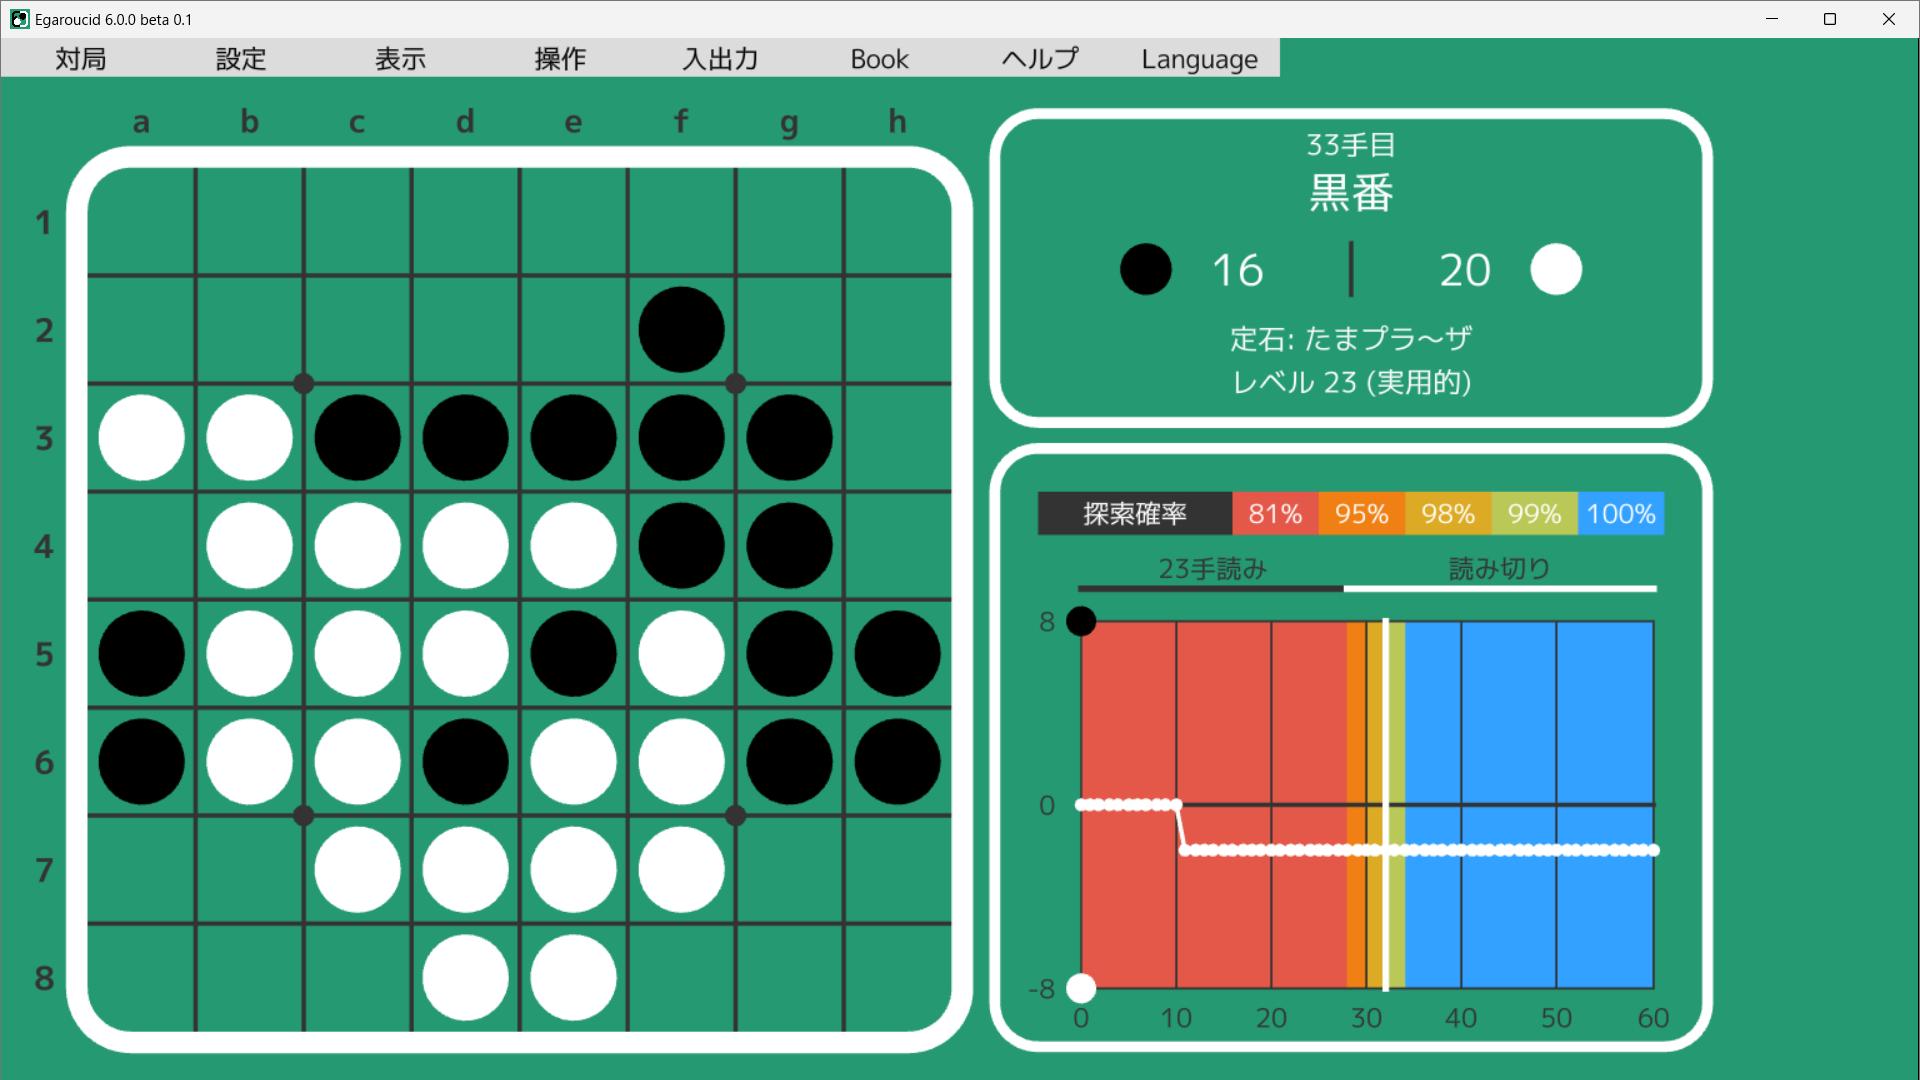 Egaroucid 6.0.0 beta 0.1
対局 設定 表示 操作 入出力 Book ヘルプ Language
a b c d e f g h
1
2
3
4
5
6
7
8
33手目
黒番
16 20
定石: たまプラ～ザ
レベル 23 (実用的)
探索確率 81% 95% 98% 99% 100%
23手読み 読み切り
8
0
-8
0 10 20 30 40 50 60